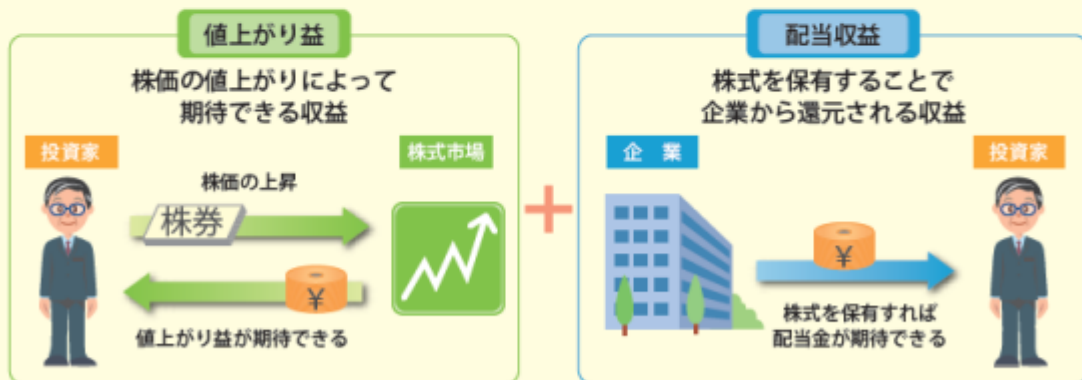 値上がり益
株価の値上がりによって
期待できる収益
投資家
株式市場
株価の上昇
株券
¥
値上がり益が期待できる
+
配当収益
株式を保有することで
企業から還元される収益
企 業
投資家
¥
株式を保有すれば
配当金が期待できる